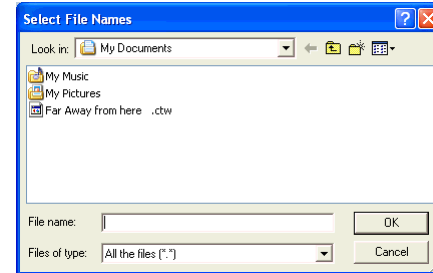 Select File Names
Look in: My Documents
My Music
My Pictures
Far Away from here .ctw
File name: OK
Files of type: All the files (*.*) Cancel